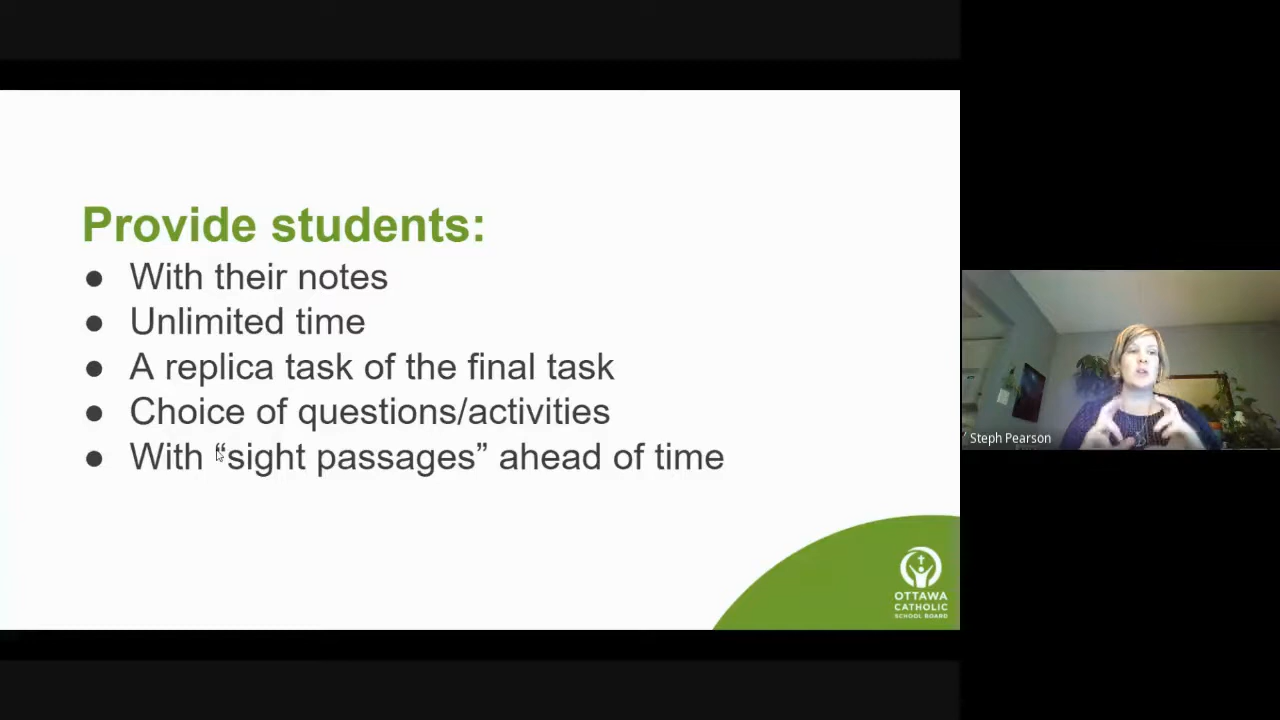 Provide students:
● With their notes
● Unlimited time
● A replica task of the final task
● Choice of questions/activities
● With “sight passages” ahead of time
Steph Pearson
OTTAWA
CATHOLIC
SCHOOL BOARD